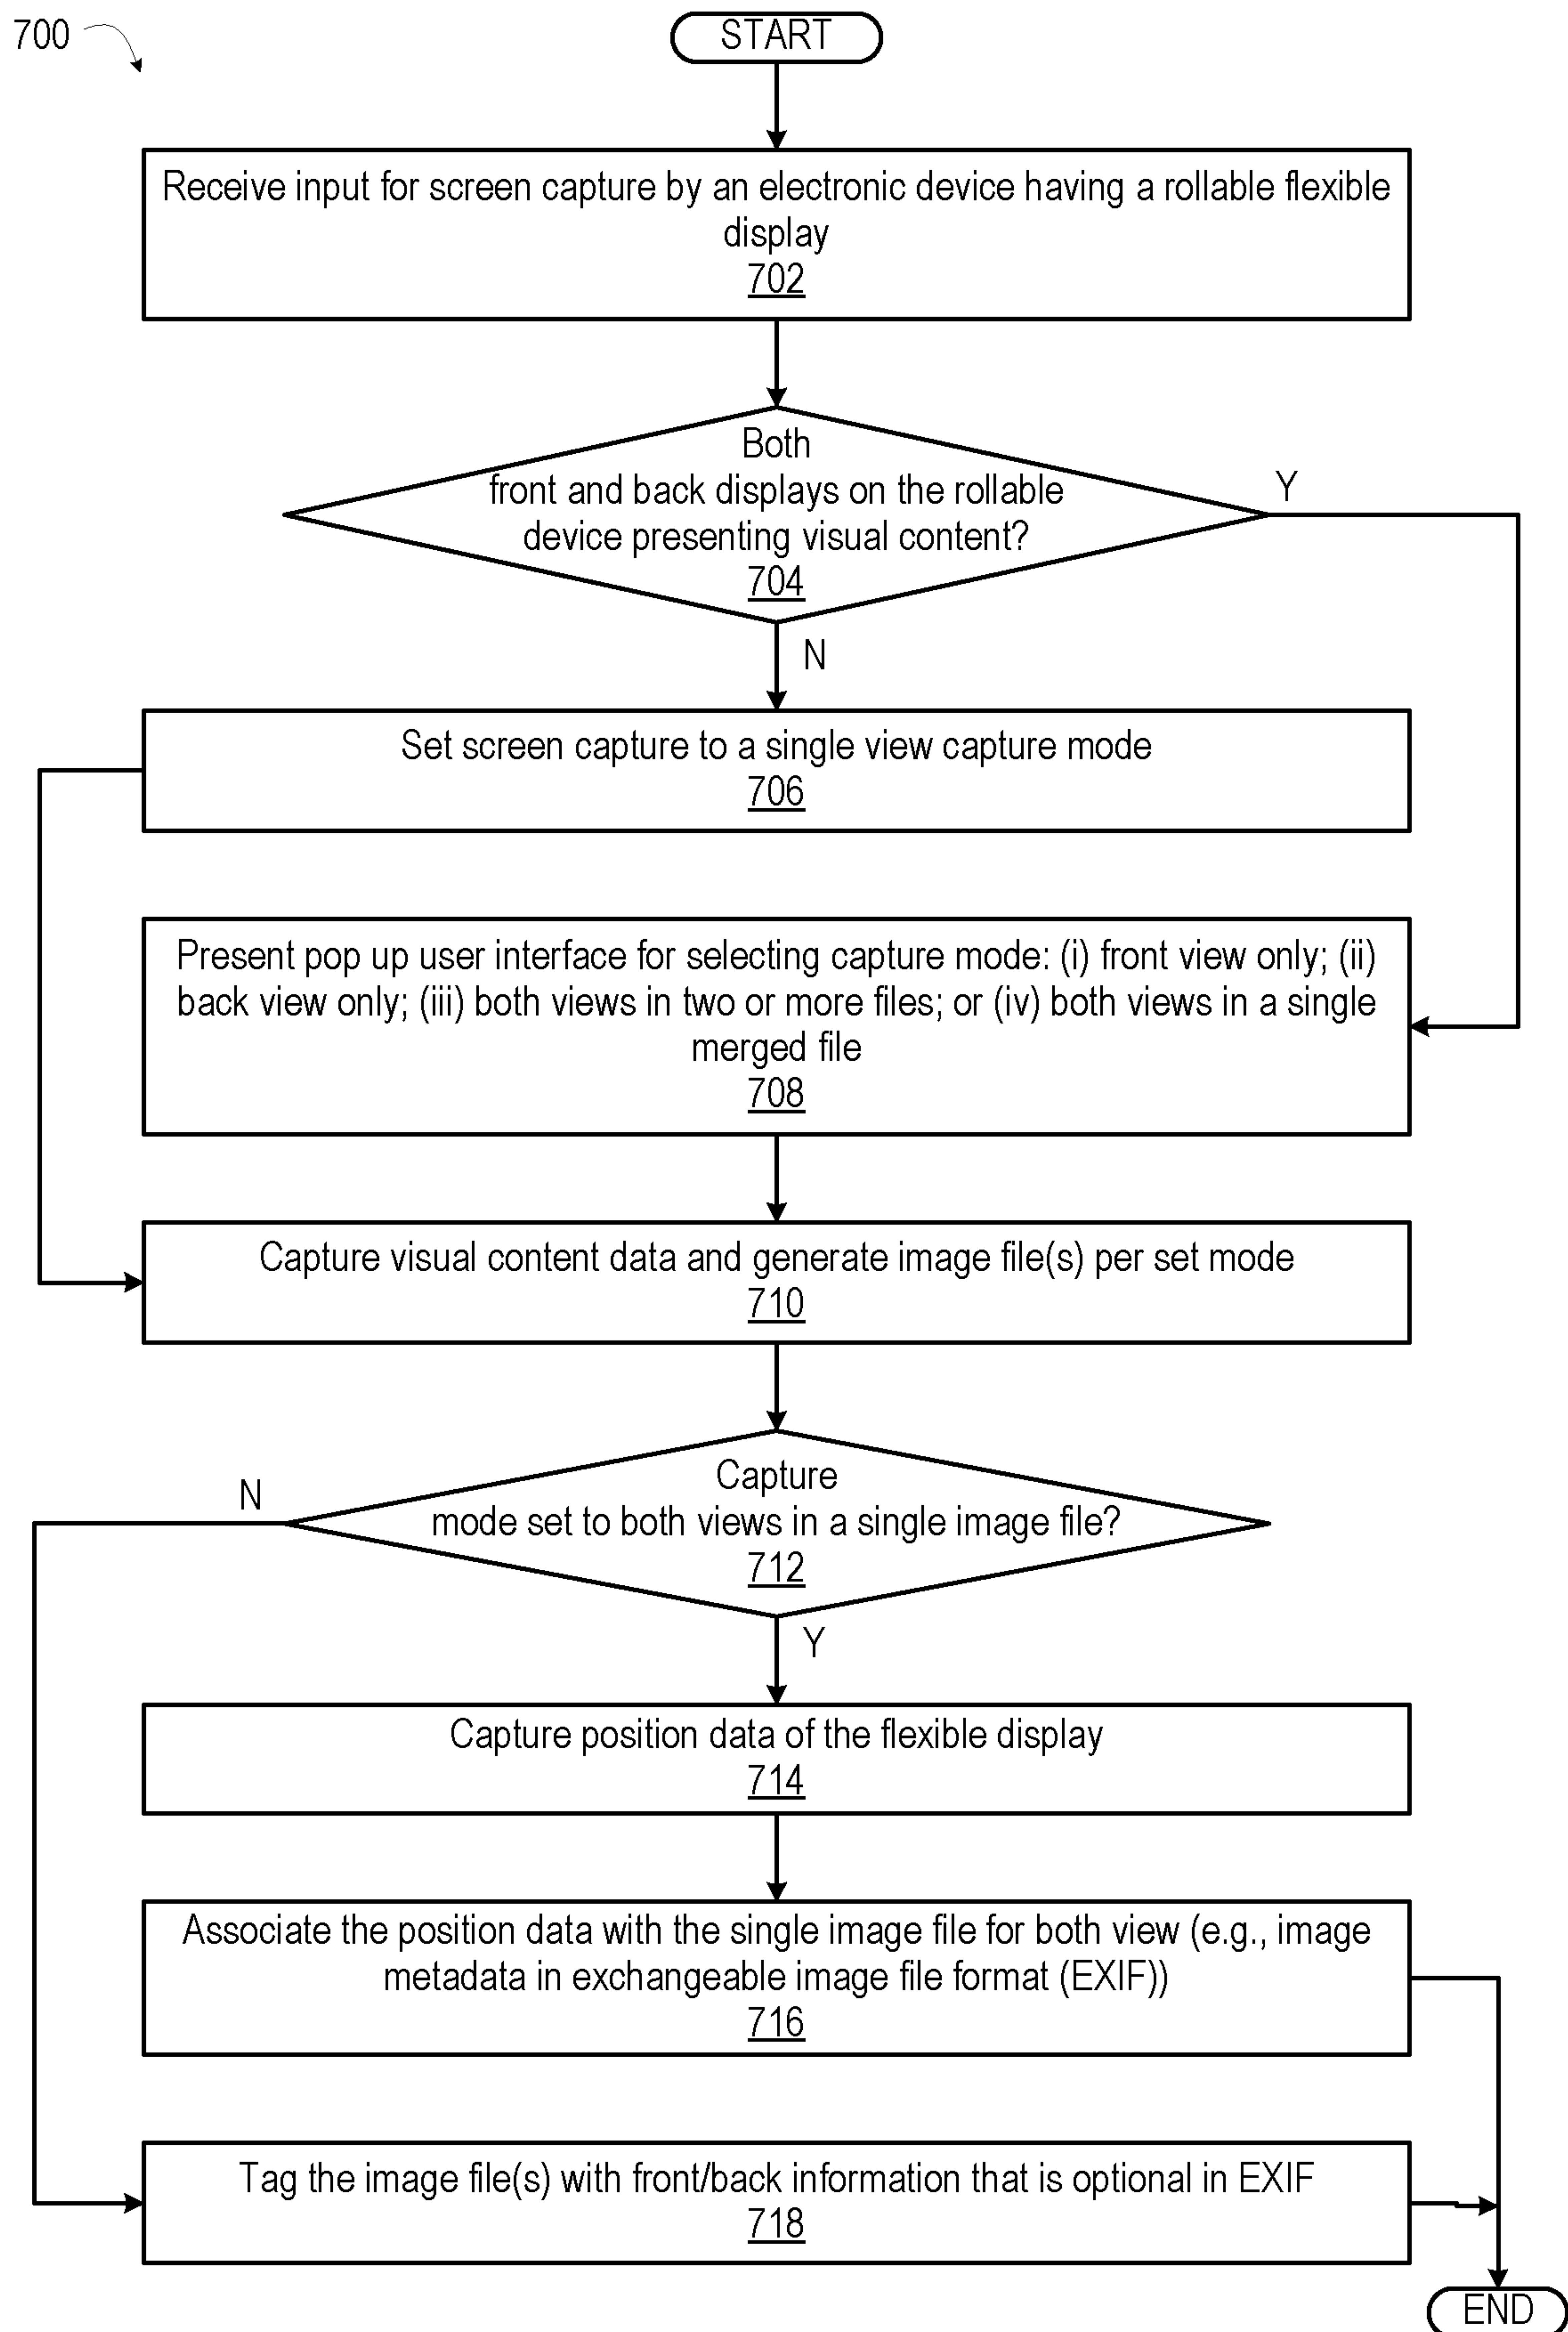 700
START
Receive input for screen capture by an electronic device having a rollable flexible
display
702
Both
front and back displays on the rollable
device presenting visual content?
704
Y
N
Set screen capture to a single view capture mode
706
Present pop up user interface for selecting capture mode: (i) front view only; (ii)
back view only; (iii) both views in two or more files; or (iv) both views in a single
merged file
708
Capture visual content data and generate image file(s) per set mode
710
Capture
mode set to both views in a single image file?
712
N
Y
Capture position data of the flexible display
714
Associate the position data with the single image file for both view (e.g., image
metadata in exchangeable image file format (EXIF))
716
Tag the image file(s) with front/back information that is optional in EXIF
718
END